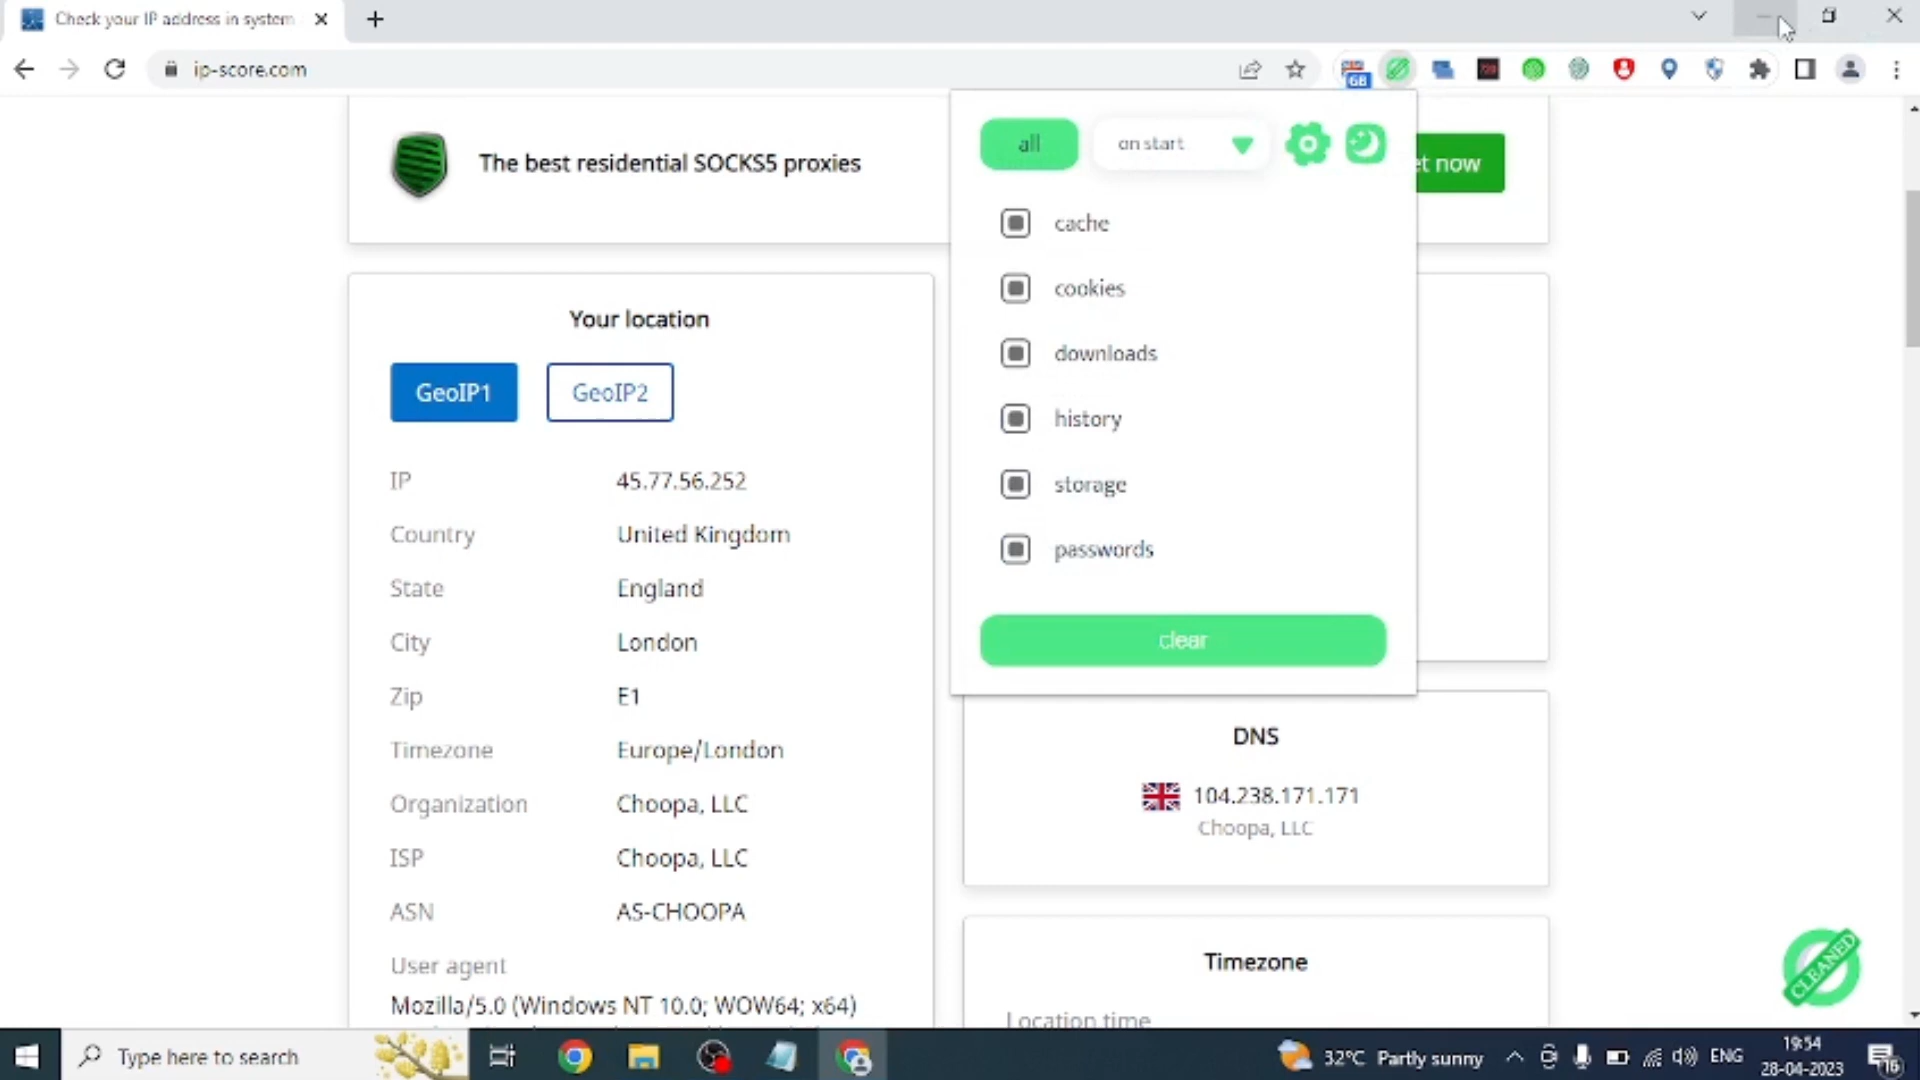 Check your IP address in system
ip-score.com
68
The best residential SOCKS5 proxies
all
on start
et now
cache
cookies
downloads
history
storage
passwords
clear
Your location
GeoIP1
GeoIP2
IP 45.77.56.252
Country United Kingdom
State England
City London
Zip E1
Timezone Europe/London
Organization Choopa, LLC
ISP Choopa, LLC
ASN AS-CHOOPA
User agent
Mozilla/5.0 (Windows NT 10.0; WOW64; x64)
DNS
104.238.171.171
Choopa, LLC
Timezone
Location time
CLEANED
Type here to search
32°C Partly sunny
ENG
19:54
28-04-2023
16